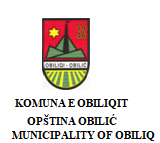 OBILIQI - OBILIĆ
KOMUNA E OBILIQIT
OPŠTINA OBILIĆ
MUNICIPALITY OF OBILIQ